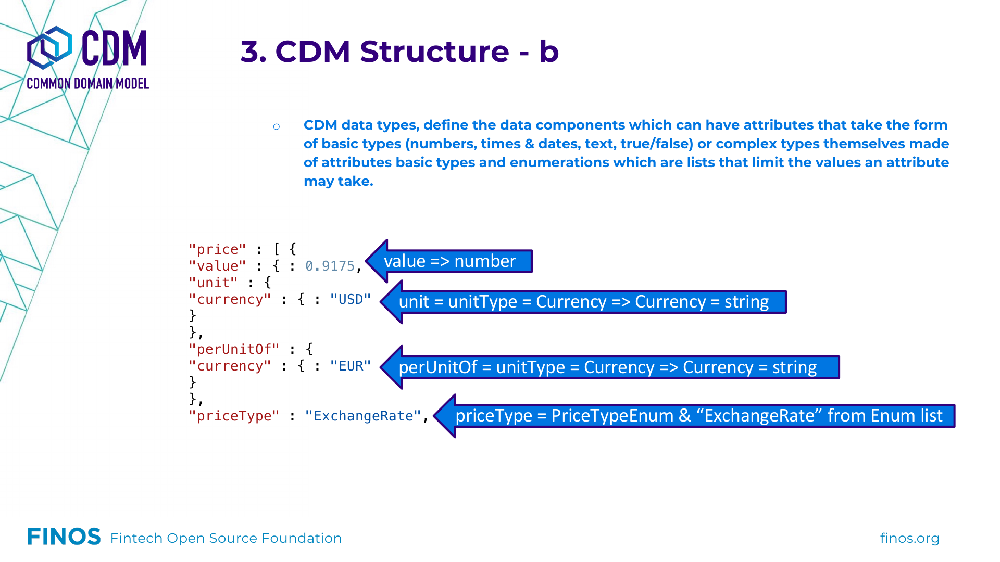 CDM
COMMON DOMAIN MODEL
3. CDM Structure - b
○ CDM data types, define the data components which can have attributes that take the form
of basic types (numbers, times & dates, text, true/false) or complex types themselves made
of attributes basic types and enumerations which are lists that limit the values an attribute
may take.
"price" : [ {
"value" : { : 0.9175,
value => number
"unit" : {
"currency" : { : "USD"
unit = unitType = Currency => Currency = string
}
},
"perUnitOf" : {
"currency" : { : "EUR"
perUnitOf = unitType = Currency => Currency = string
}
},
"priceType" : "ExchangeRate",
priceType = PriceTypeEnum & “ExchangeRate” from Enum list
FINOS Fintech Open Source Foundation
finos.org